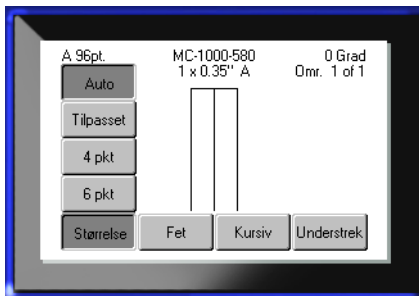 A 96pt. MC-1000-580 0 Grad
1 x 0.35" A Omr. 1 of 1
Auto
Tilpasset
4 pkt
6 pkt
Størrelse Fet Kursiv Understrek